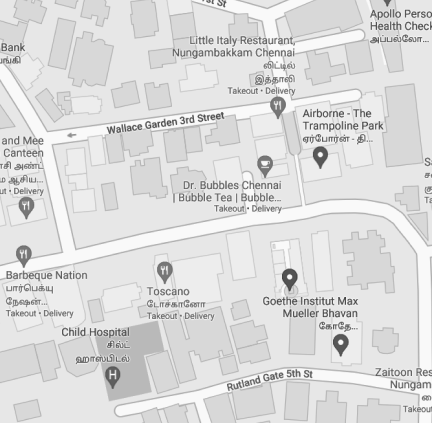 1st St
Apollo Perso
Health Check
அப்பல்லோ...
Little Italy Restaurant,
Nungambakkam Chennai
லிட்டில்
இத்தாலி
Takeout • Delivery
Bank
Wallace Garden 3rd Street
Airborne - The
Trampoline Park
ஏர்போர்ன் - தி...
and Mee
Canteen
Takeout • Delivery
Dr. Bubbles Chennai
| Bubble Tea | Bubble...
Takeout • Delivery
Barbeque Nation
பார்பெக்யு
நேஷன்...
Takeout • Delivery
Toscano
டோச்கானோ
Takeout • Delivery
Goethe Institut Max
Mueller Bhavan
கோதே...
Child Hospital
சில்ட்
ஹாஸ்பிடல்
H
Rutland Gate 5th St
Zaitoon Res
Nungam